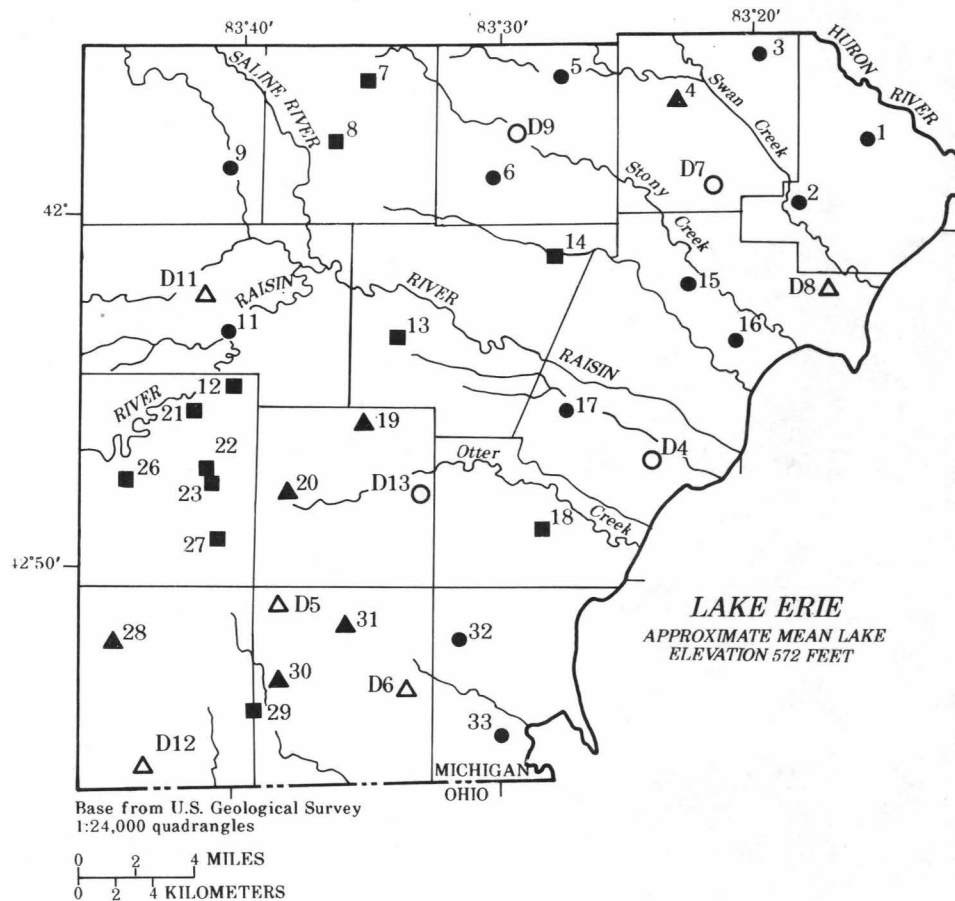 83°40'
83°30'
83°20'
HURON
RIVER
SALINE RIVER
Swan
Creek
3
7
5
4
8
D9
1
9
6
D7
Stony
Creek
2
42°
14
D11
RAISIN
RIVER
15
D8
11
13
16
RAISIN
12
RIVER
21
17
19
22
Otter
D4
26
20
D13
23
18
Creek
27
42°50'
D5
LAKE ERIE
APPROXIMATE MEAN LAKE
ELEVATION 572 FEET
28
31
32
30
D6
29
33
D12
MICHIGAN
OHIO
Base from U.S. Geological Survey
1:24,000 quadrangles
0 2 4 MILES
0 2 4 KILOMETERS